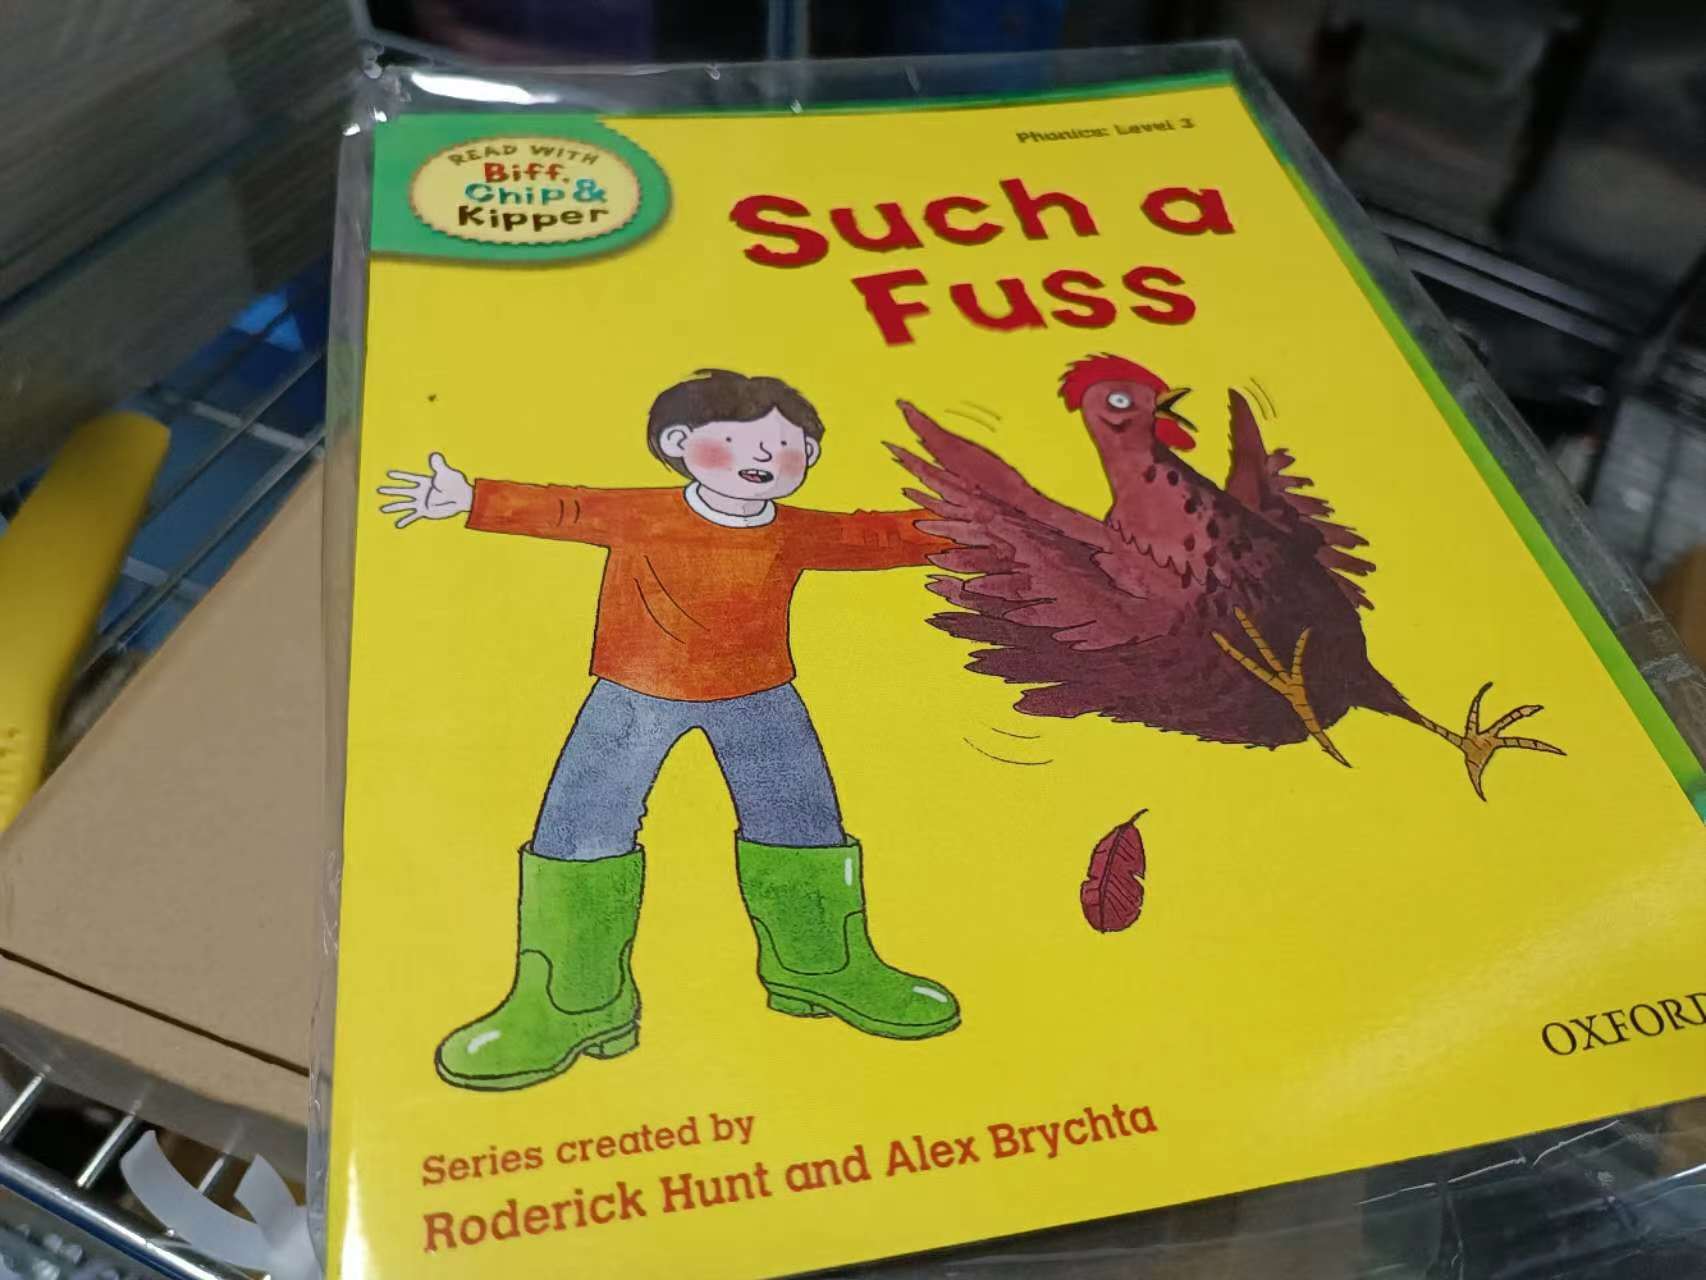 READ WITH
Biff,
Chip &
Kipper
Phonics: Level 3
Such a
Fuss
OXFORD
Series created by
Roderick Hunt and Alex Brychta